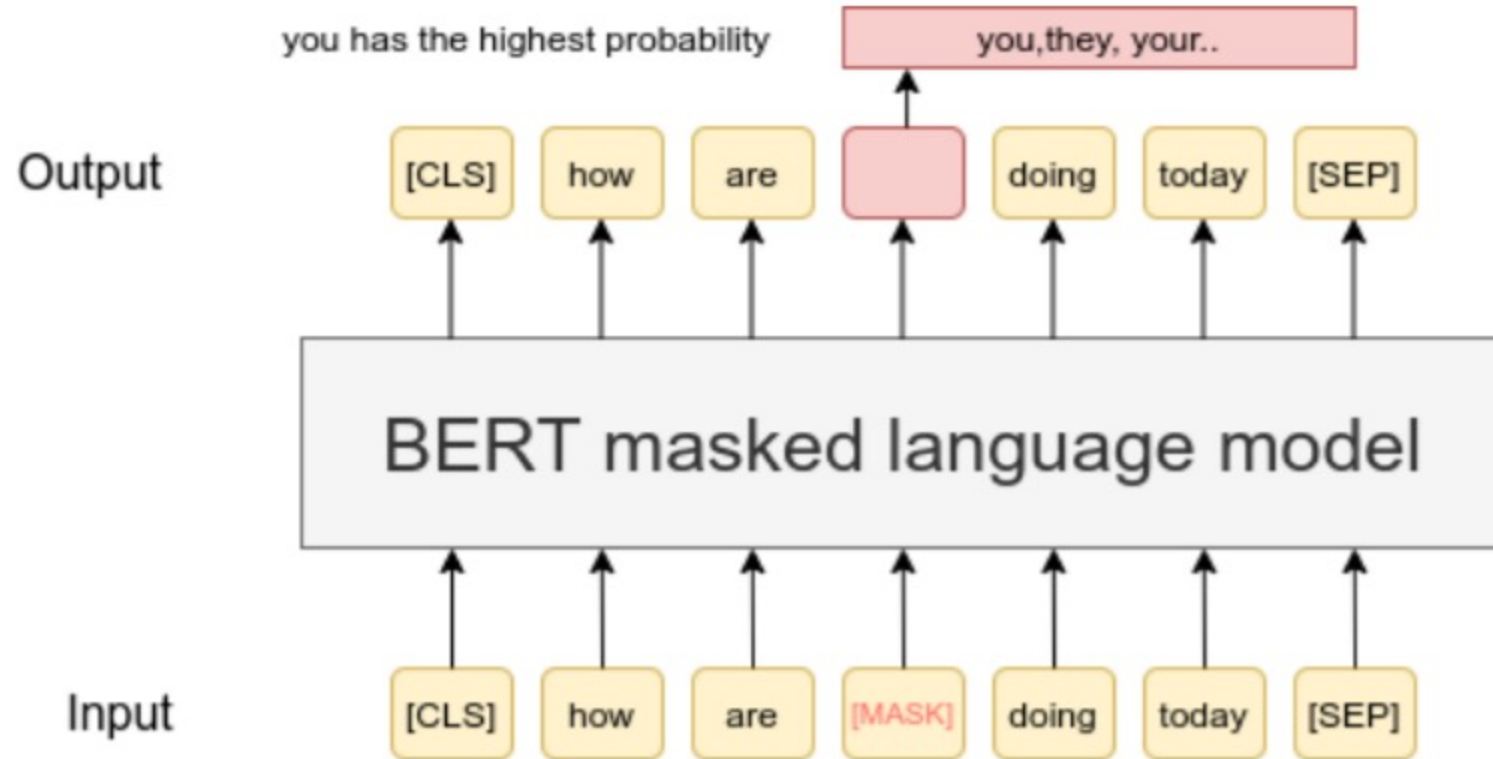 you has the highest probability you,they, your..
Output [CLS] how are doing today [SEP]
BERT masked language model
Input [CLS] how are [MASK] doing today [SEP]